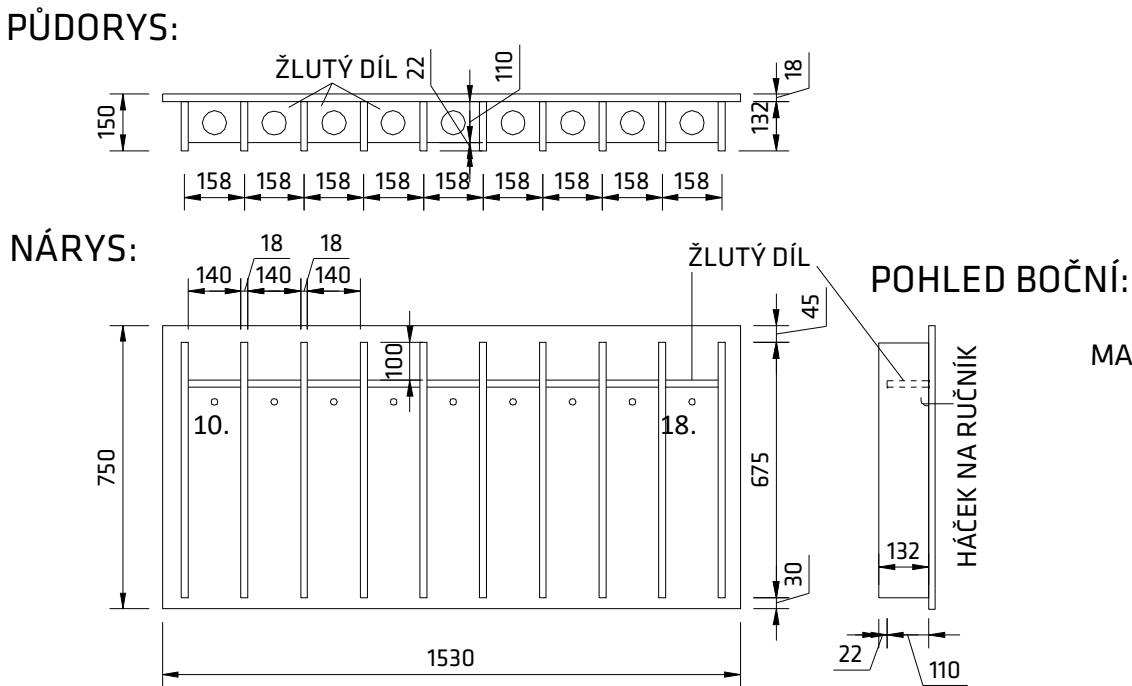 PŮDORYS:
ŽLUTÝ DÍL
22
110
18
150
132
158 158 158 158 158 158 158 158 158
NÁRYS:
18 18
140 140 140
ŽLUTÝ DÍL
POHLED BOČNÍ:
45
100
MA
10. 18.
750
675
HÁČEK NA RUČNÍK
132
30
1530
22
110